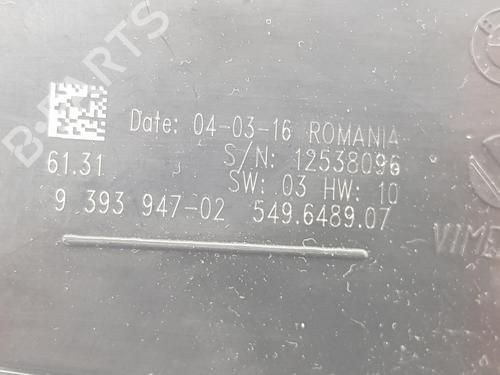 B-PARTS
Date: 04-03-16 ROMANIA
61.31 S/N: 12538096
SW: 03 HW: 10
9 393 947-02 549.6489.07